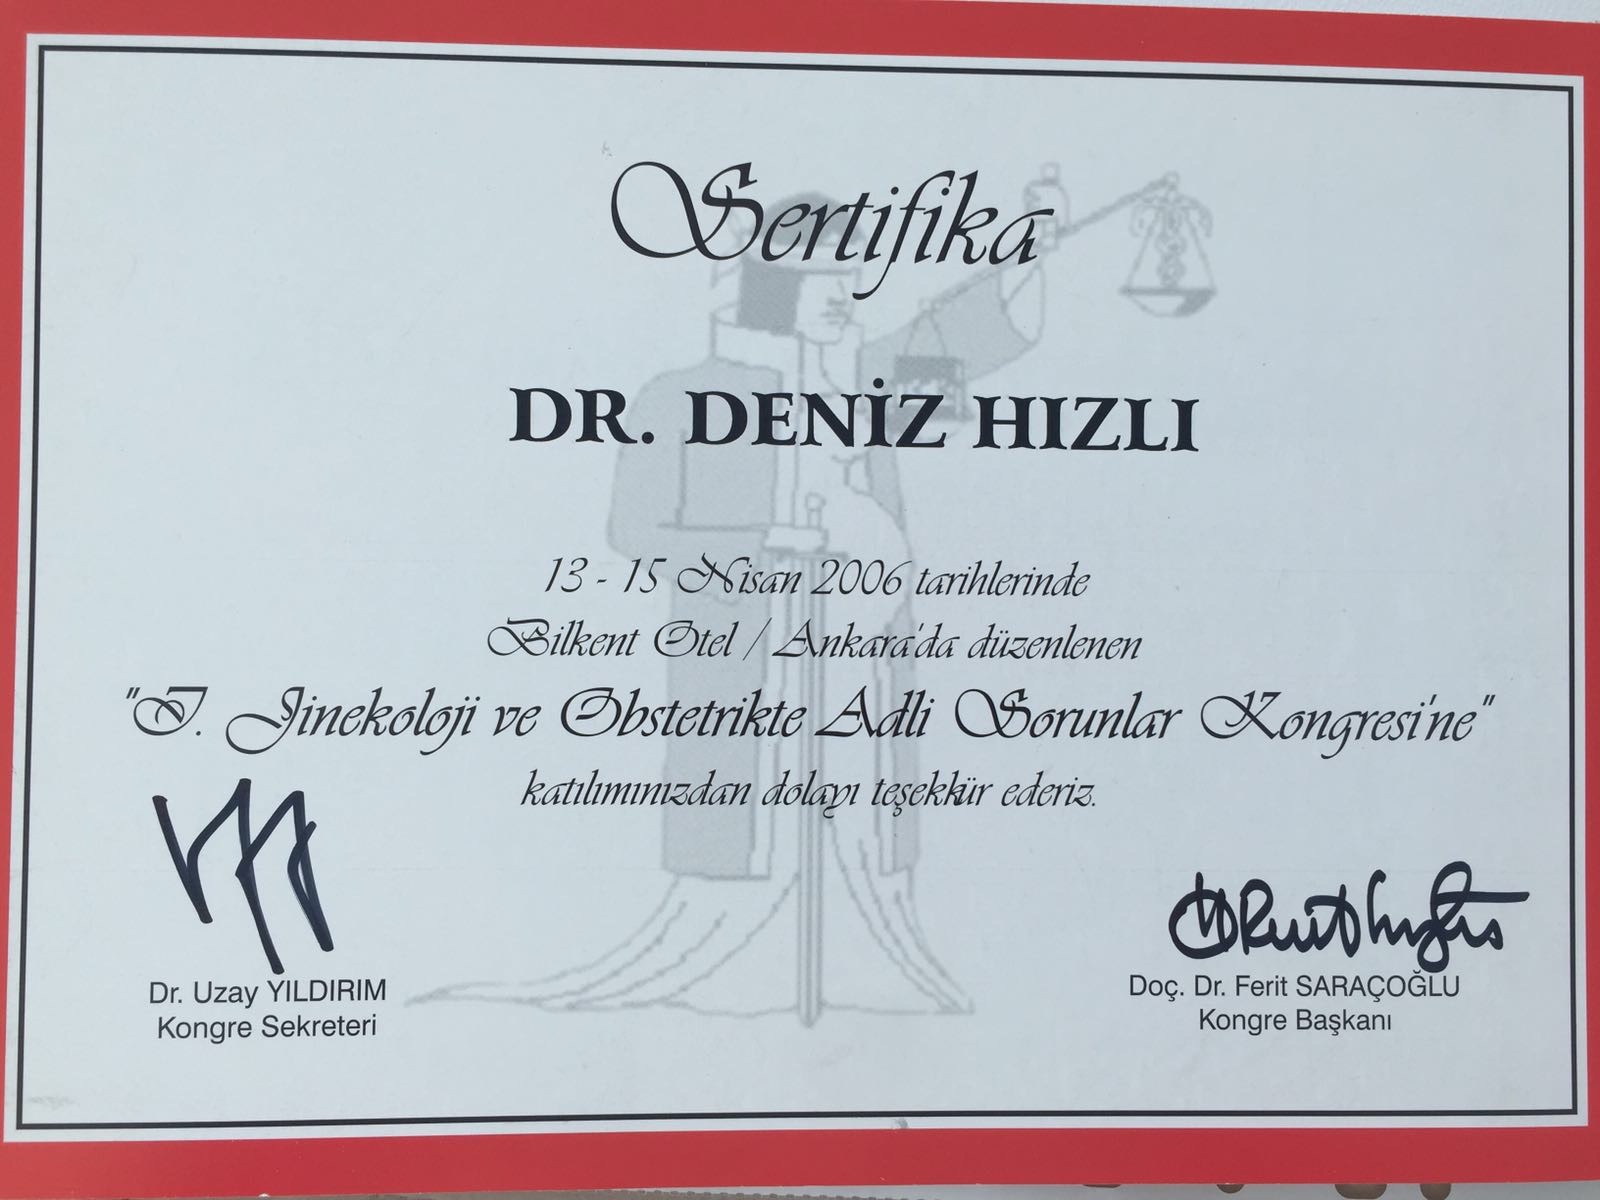 Sertifika
DR. DENİZ HIZLI
13 - 15 Nisan 2006 tarihlerinde
Bilkent Otel / Ankara'da düzenlenen
"I. Jinekoloji ve Obstetrikte Adli Sorunlar Kongresi'ne"
katılımınızdan dolayı teşekkür ederiz.
Dr. Uzay YILDIRIM
Kongre Sekreteri
Doç. Dr. Ferit SARAÇOĞLU
Kongre Başkanı